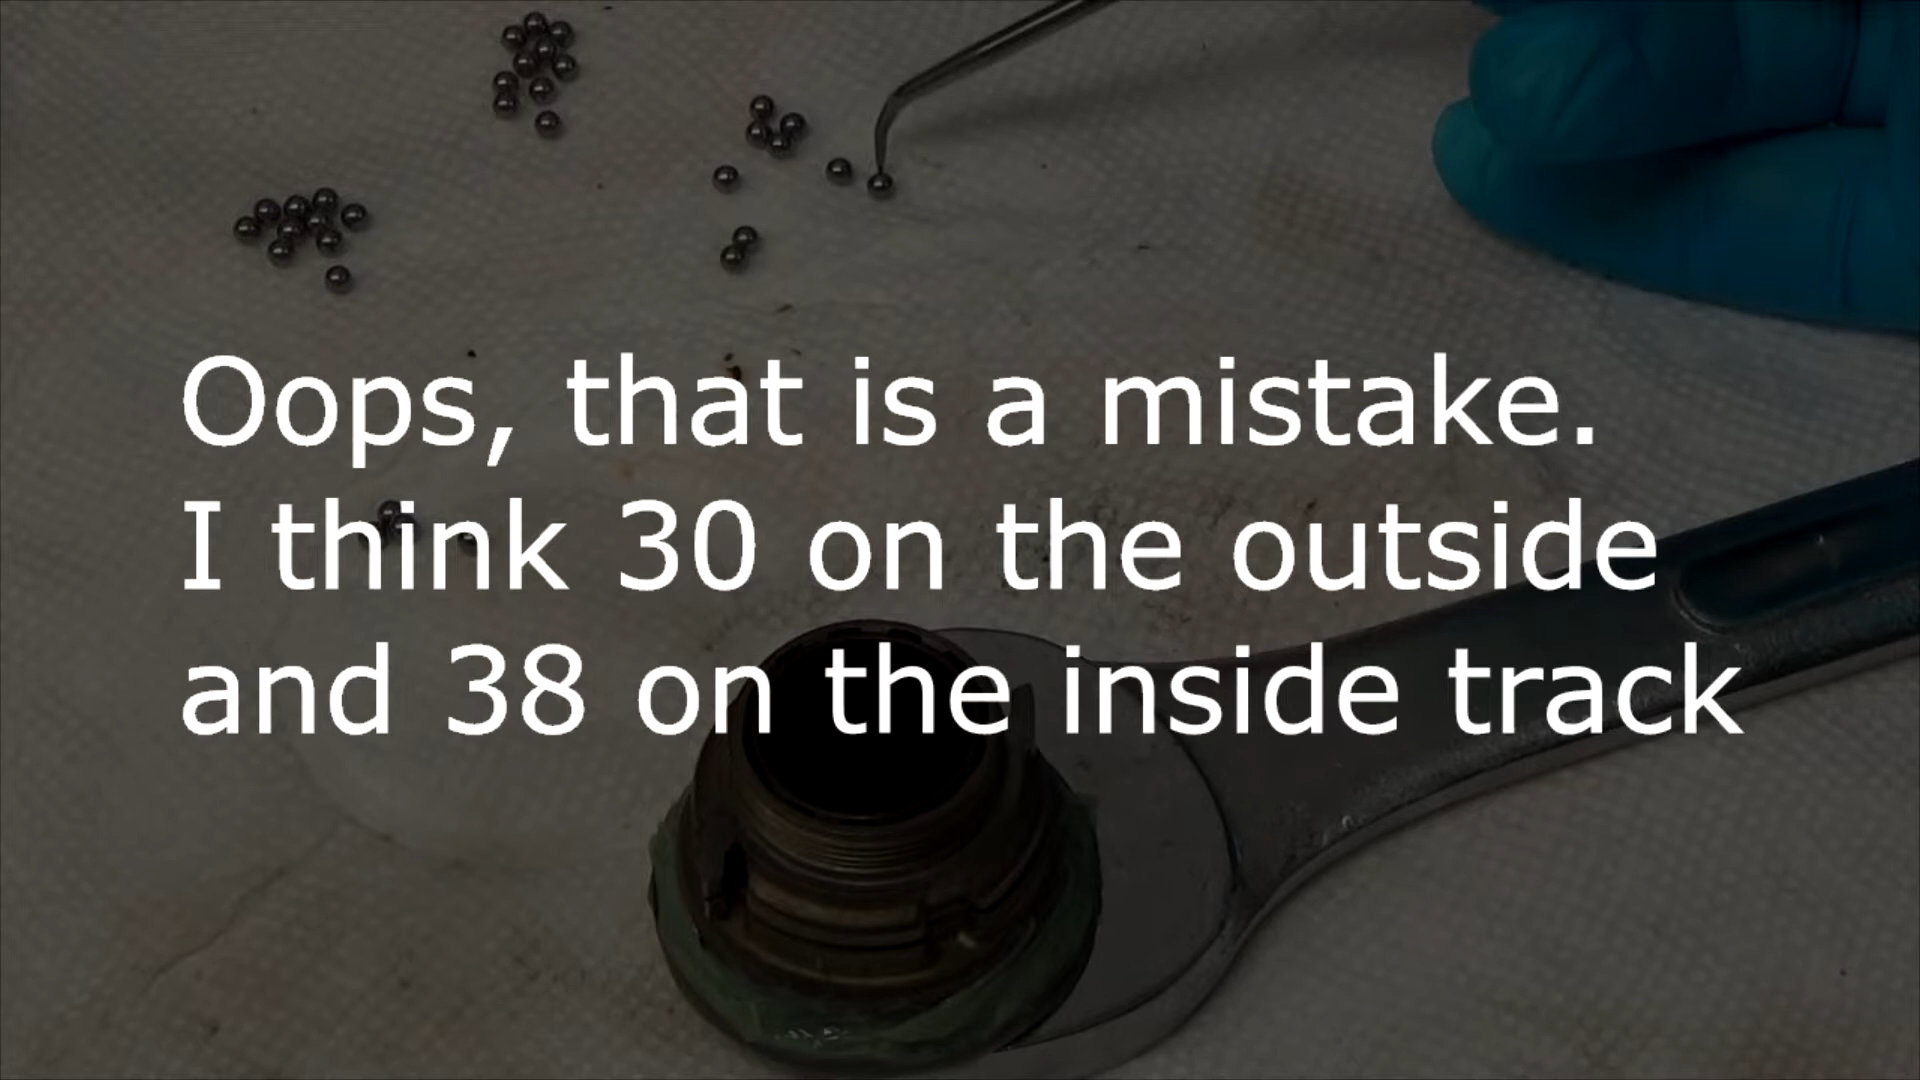 Oops, that is a mistake.
I think 30 on the outside
and 38 on the inside track